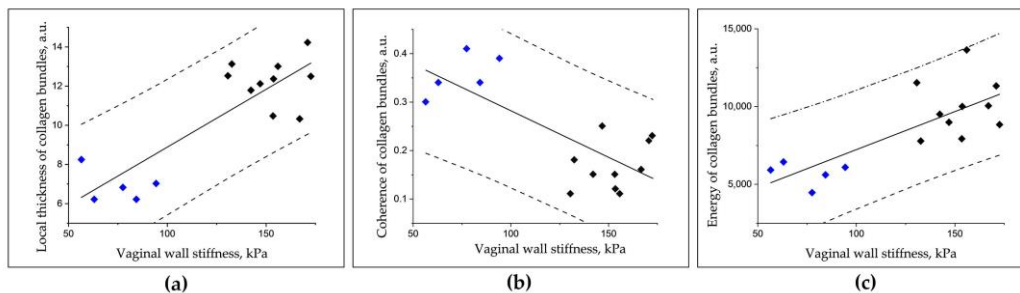 Local thickness of collagen bundles, a.u.
14
12
10
8
6
50
100
150
Vaginal wall stiffness, kPa
(a)
Coherence of collagen bundles, a.u.
0.4
0.3
0.2
0.1
50
100
150
Vaginal wall stiffness, kPa
(b)
Energy of collagen bundles, a.u.
15,000
10,000
5,000
50
100
150
Vaginal wall stiffness, kPa
(c)